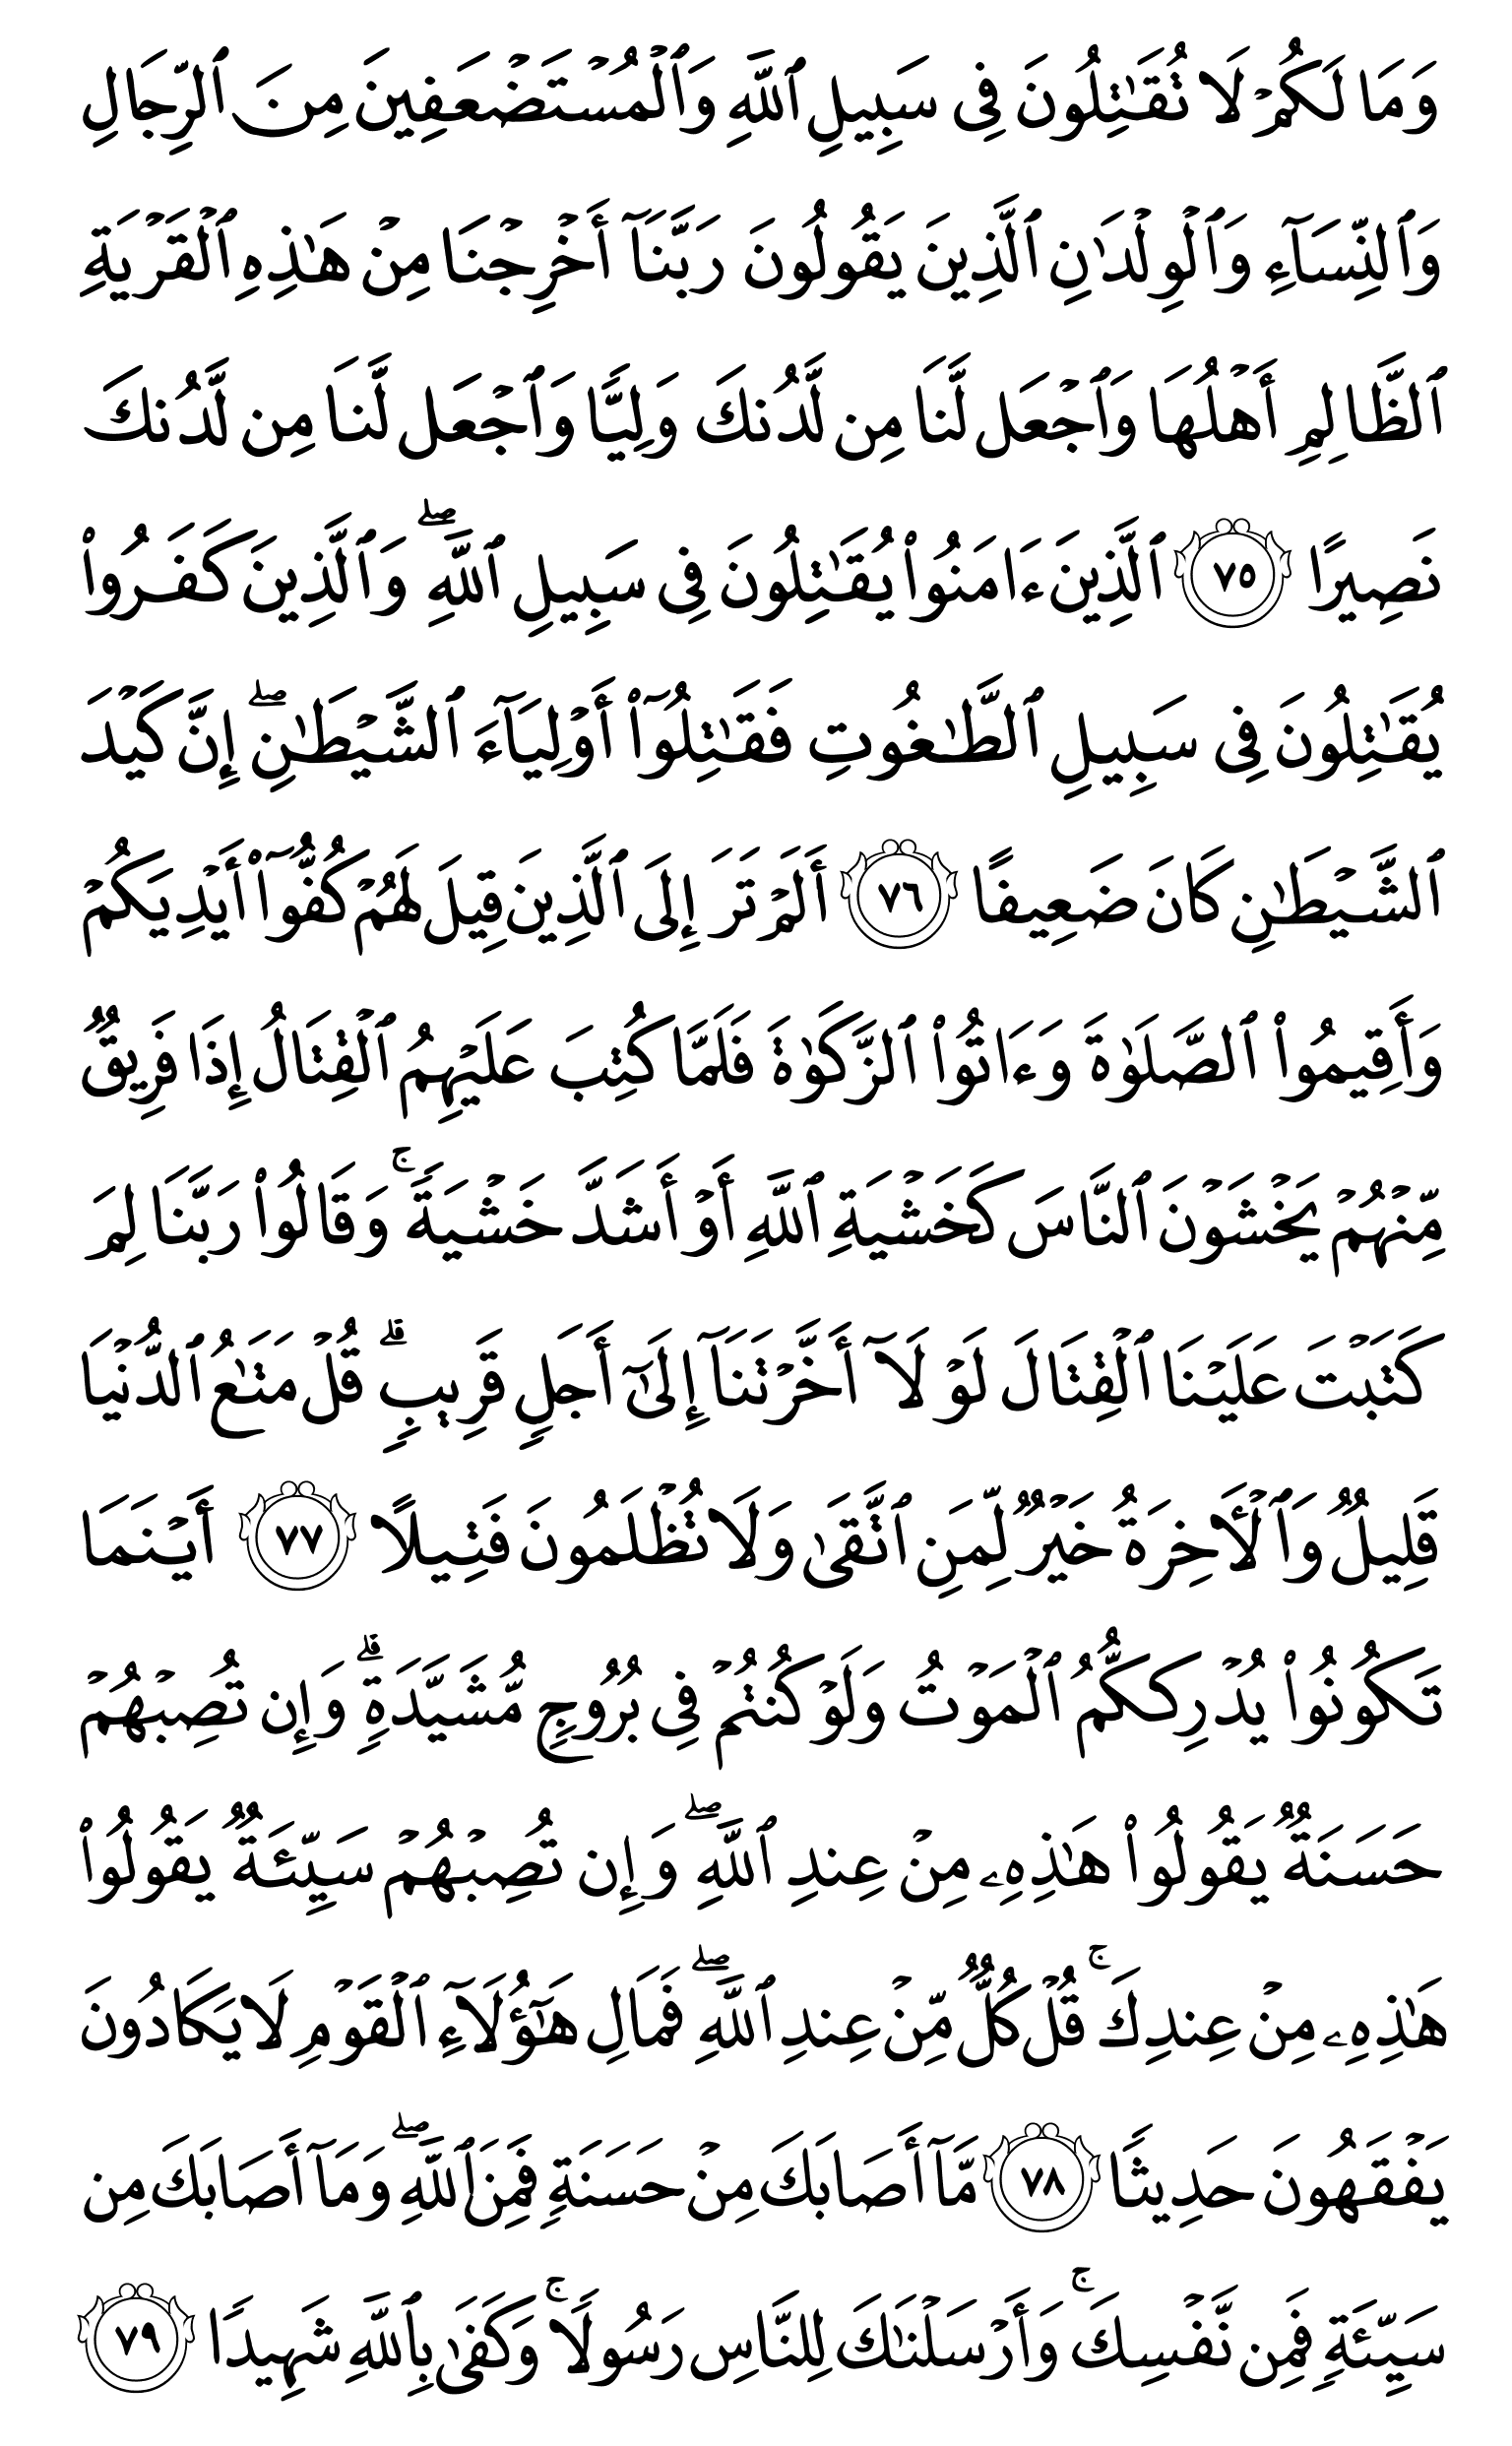 وَمَا لَكُمۡ لَا تُقَٰتِلُونَ فِي سَبِيلِ ٱللَّهِ وَٱلۡمُسۡتَضۡعَفِينَ مِنَ ٱلرِّجَالِ
وَٱلنِّسَآءِ وَٱلۡوِلۡدَٰنِ ٱلَّذِينَ يَقُولُونَ رَبَّنَآ أَخۡرِجۡنَا مِنۡ هَٰذِهِ ٱلۡقَرۡيَةِ
ٱلظَّالِمِ أَهۡلُهَا وَٱجۡعَل لَّنَا مِن لَّدُنكَ وَلِيّٗا وَٱجۡعَل لَّنَا مِن لَّدُنكَ
نَصِيرًا ٧٥ ٱلَّذِينَ ءَامَنُواْ يُقَٰتِلُونَ فِي سَبِيلِ ٱللَّهِۖ وَٱلَّذِينَ كَفَرُواْ
يُقَٰتِلُونَ فِي سَبِيلِ ٱلطَّٰغُوتِ فَقَٰتِلُوٓاْ أَوۡلِيَآءَ ٱلشَّيۡطَٰنِۖ إِنَّ كَيۡدَ
ٱلشَّيۡطَٰنِ كَانَ ضَعِيفًا ٧٦ أَلَمۡ تَرَ إِلَى ٱلَّذِينَ قِيلَ لَهُمۡ كُفُّوٓاْ أَيۡدِيَكُمۡ
وَأَقِيمُواْ ٱلصَّلَوٰةَ وَءَاتُواْ ٱلزَّكَوٰةَ فَلَمَّا كُتِبَ عَلَيۡهِمُ ٱلۡقِتَالُ إِذَا فَرِيقٞ
مِّنۡهُمۡ يَخۡشَوۡنَ ٱلنَّاسَ كَخَشۡيَةِ ٱللَّهِ أَوۡ أَشَدَّ خَشۡيَةٗۚ وَقَالُواْ رَبَّنَا لِمَ
كَتَبۡتَ عَلَيۡنَا ٱلۡقِتَالَ لَوۡلَآ أَخَّرۡتَنَآ إِلَىٰٓ أَجَلٖ قَرِيبٖۗ قُلۡ مَتَٰعُ ٱلدُّنۡيَا
قَلِيلٞ وَٱلۡأٓخِرَةُ خَيۡرٞ لِّمَنِ ٱتَّقَىٰ وَلَا تُظۡلَمُونَ فَتِيلًا ٧٧ أَيۡنَمَا
تَكُونُواْ يُدۡرِككُّمُ ٱلۡمَوۡتُ وَلَوۡ كُنتُمۡ فِي بُرُوجٖ مُّشَيَّدَةٖۗ وَإِن تُصِبۡهُمۡ
حَسَنَةٞ يَقُولُواْ هَٰذِهِۦ مِنۡ عِندِ ٱللَّهِۖ وَإِن تُصِبۡهُمۡ سَيِّئَةٞ يَقُولُواْ
هَٰذِهِۦ مِنۡ عِندِكَۚ قُلۡ كُلّٞ مِّنۡ عِندِ ٱللَّهِۖ فَمَالِ هَٰٓؤُلَآءِ ٱلۡقَوۡمِ لَا يَكَادُونَ
يَفۡقَهُونَ حَدِيثٗا ٧٨ مَّآ أَصَابَكَ مِنۡ حَسَنَةٖ فَمِنَ ٱللَّهِۖ وَمَآ أَصَابَكَ مِن
سَيِّئَةٖ فَمِن نَّفۡسِكَۚ وَأَرۡسَلۡنَٰكَ لِلنَّاسِ رَسُولٗاۚ وَكَفَىٰ بِٱللَّهِ شَهِيدٗا ٧٩